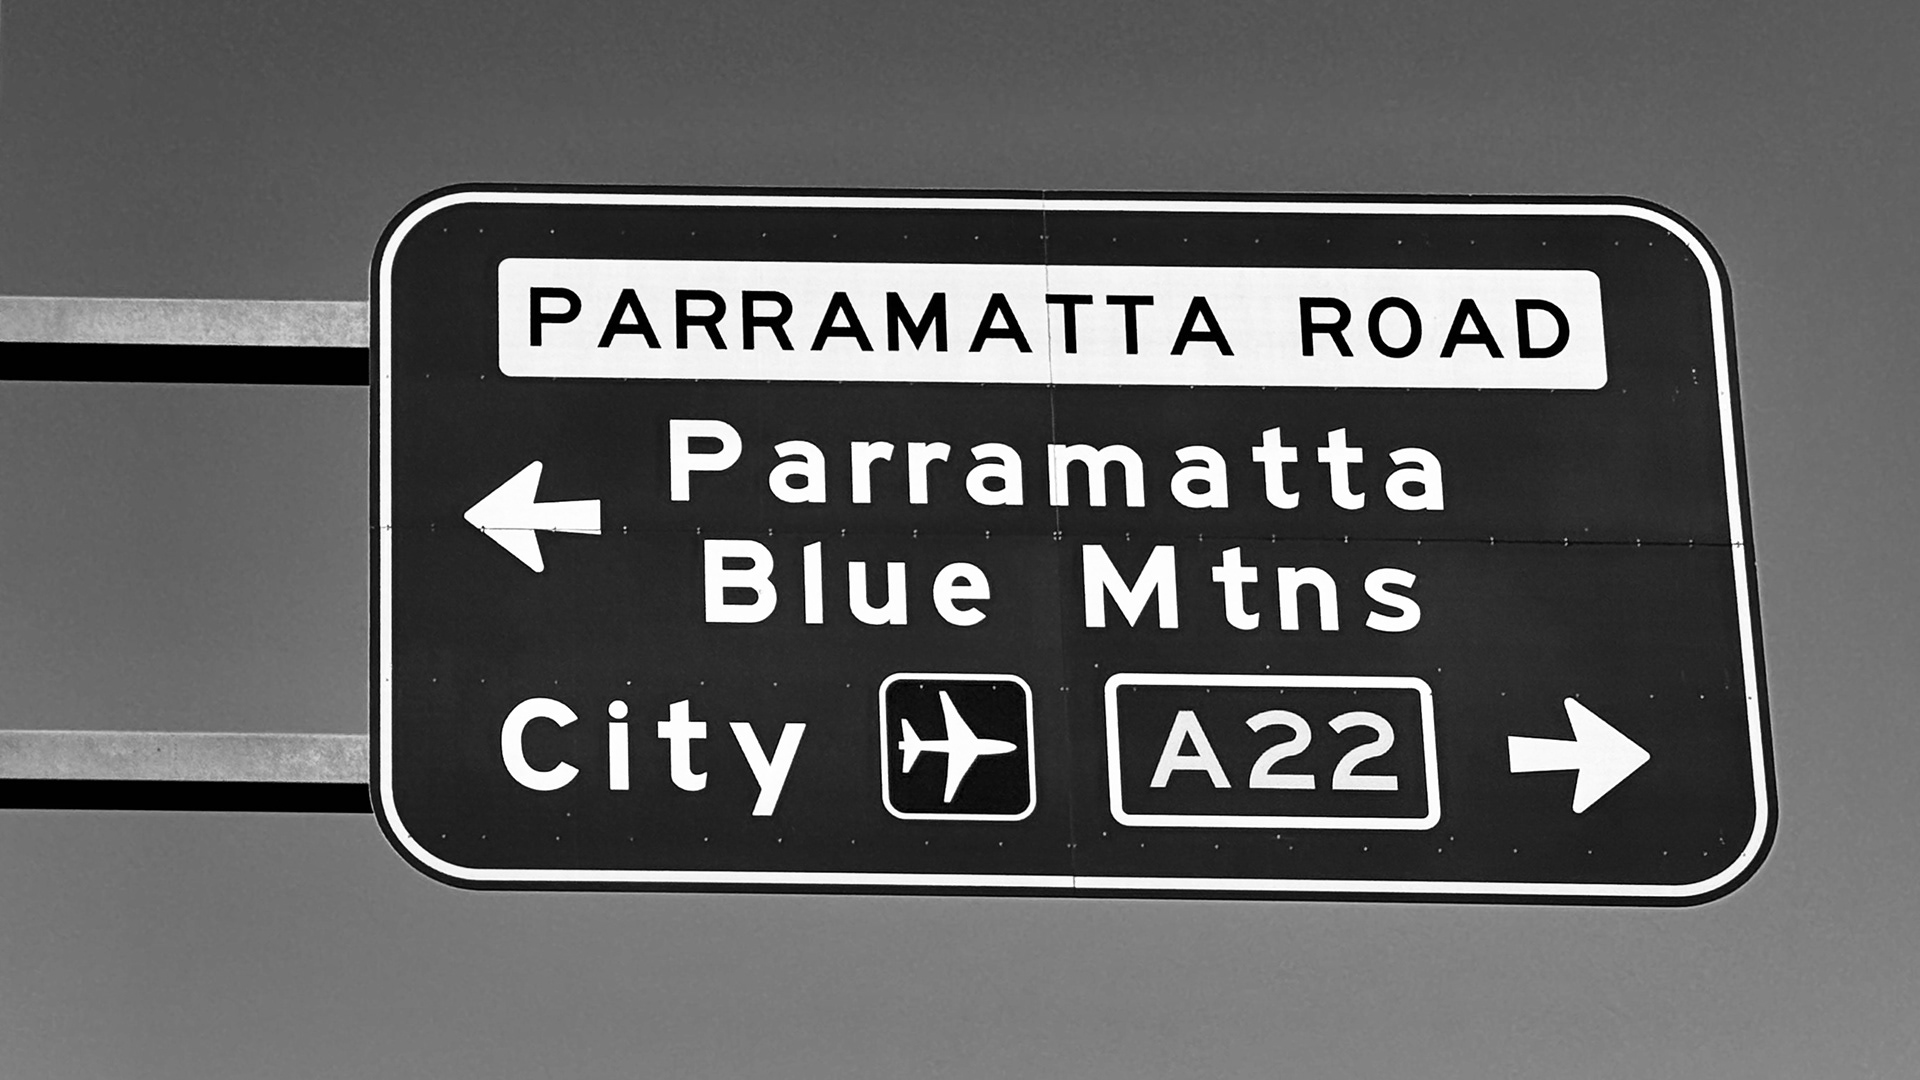 PARRAMATTA ROAD
Parramatta
Blue Mtns
City A22